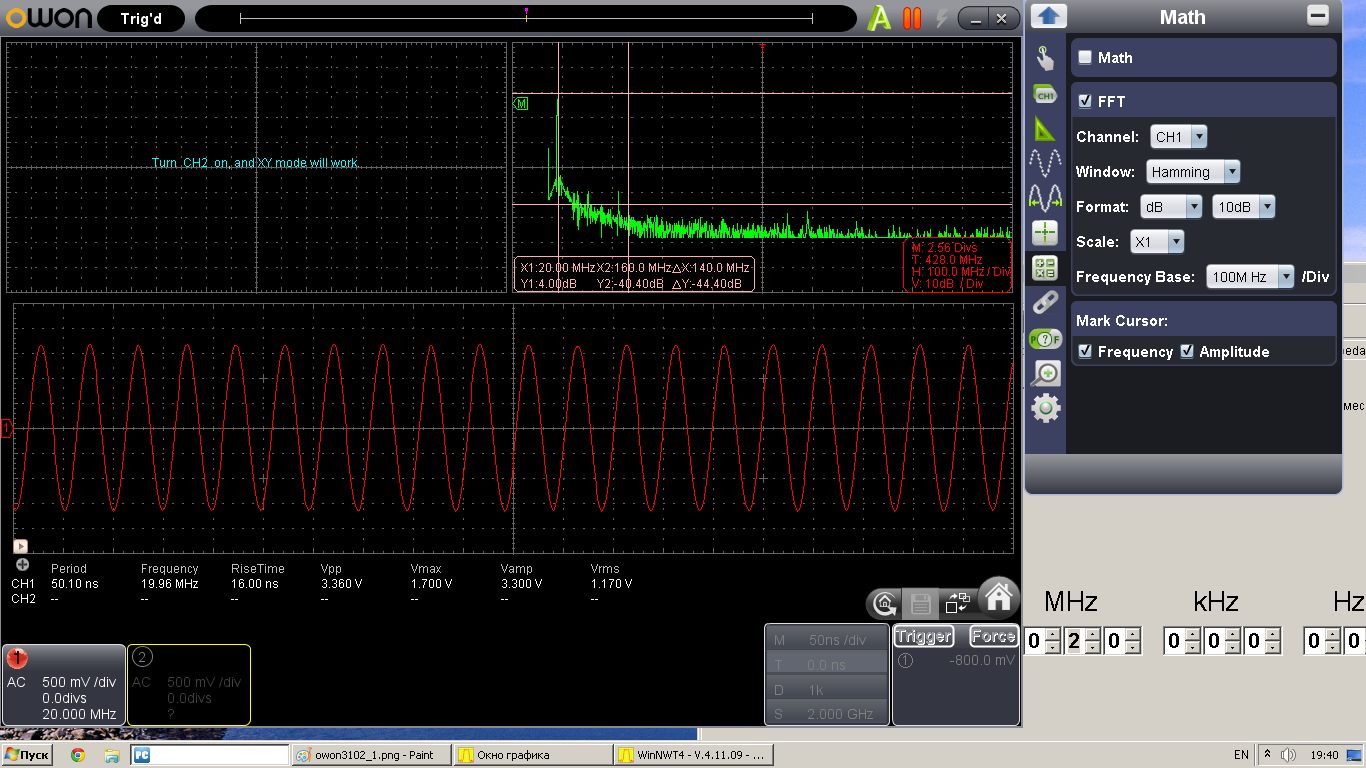 OWON Trig'd
A
Turn CH2 on, and XY mode will work
M
M: 2.56 Divs
T: 428.0 MHz
H: 100.0 MHz / Div
V: 10dB / Div
X1:20.00 MHz X2:160.0 MHz △X:140.0 MHz
Y1:4.00dB Y2:-40.40dB △Y:-44.40dB
1
Period Frequency RiseTime Vpp Vmax Vamp Vrms
CH1 50.10 ns 19.96 MHz 16.00 ns 3.360 V 1.700 V 3.300 V 1.170 V
CH2 -- -- -- -- -- -- --
1
AC 500 mV /div
0.0divs
20.000 MHz
2
AC 500 mV /div
0.0divs
?
M 50ns /div
T 0.0 ns
D 1k
S 2.000 GHz
Trigger Force
1 -800.0 mV
Math
Math
CH1
FFT
Channel: CH1
Window: Hamming
Format: dB 10dB
Scale: X1
Frequency Base: 100M Hz /Div
Mark Cursor:
Frequency Amplitude
P ? F
eda
мес
MHz kHz Hz
0 2 0 0 0 0 0 0
Пуск PC owon3102_1.png - Paint Окно графика WinNWT4 - V.4.11.09 - ... EN 19:40